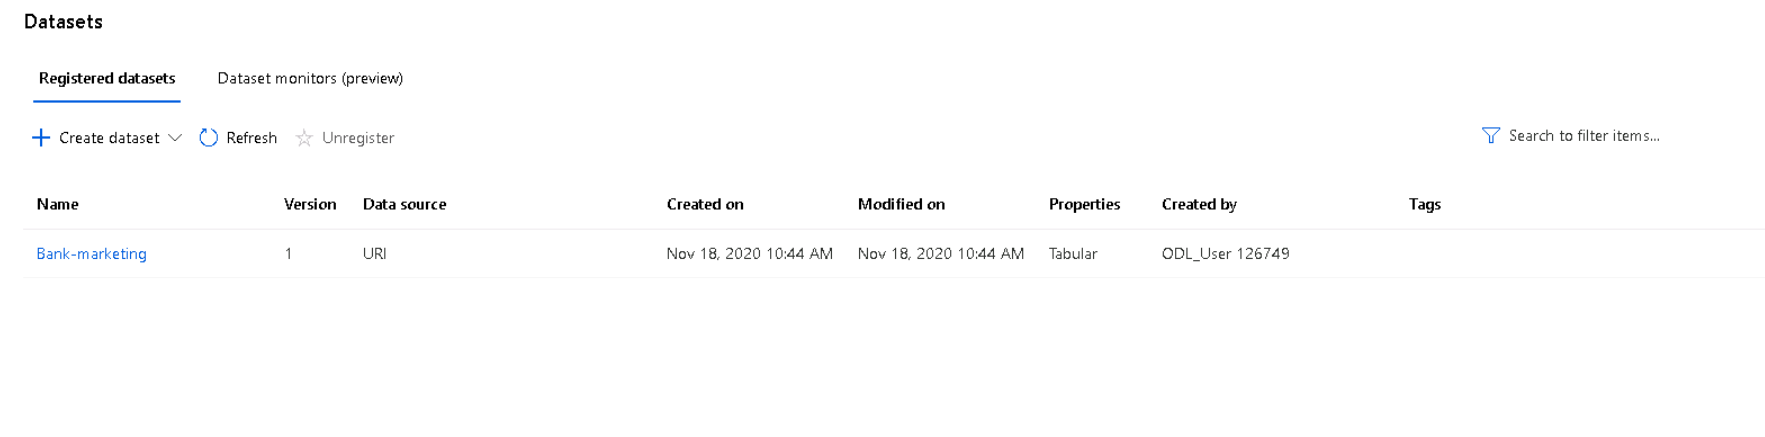 Datasets
Registered datasets Dataset monitors (preview)
Create dataset Refresh Unregister Search to filter items...
Name Version Data source Created on Modified on Properties Created by Tags
Bank-marketing 1 URI Nov 18, 2020 10:44 AM Nov 18, 2020 10:44 AM Tabular ODL_User 126749